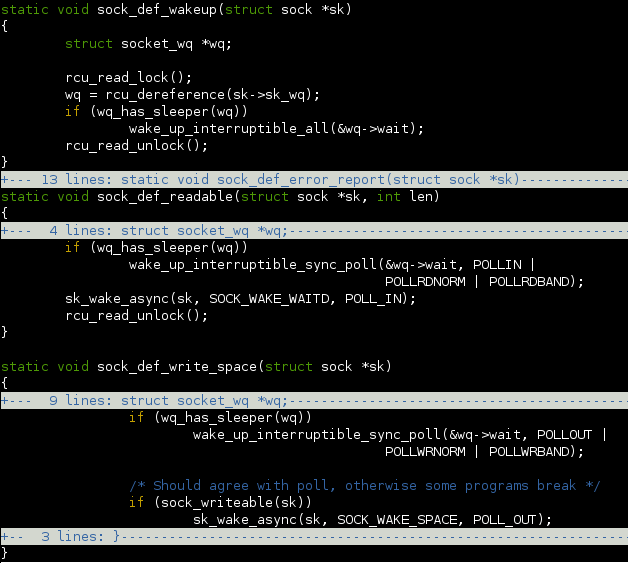 static void sock_def_wakeup(struct sock *sk)
{
        struct socket_wq *wq;

        rcu_read_lock();
        wq = rcu_dereference(sk->sk_wq);
        if (wq_has_sleeper(wq))
                wake_up_interruptible_all(&wq->wait);
        rcu_read_unlock();
}
+--- 13 lines: static void sock_def_error_report(struct sock *sk)--------------
static void sock_def_readable(struct sock *sk, int len)
{
+---  4 lines: struct socket_wq *wq;-------------------------------------------
        if (wq_has_sleeper(wq))
                wake_up_interruptible_sync_poll(&wq->wait, POLLIN |
                                                POLLRDNORM | POLLRDBAND);
        sk_wake_async(sk, SOCK_WAKE_WAITD, POLL_IN);
        rcu_read_unlock();
}

static void sock_def_write_space(struct sock *sk)
{
+---  9 lines: struct socket_wq *wq;-------------------------------------------
                if (wq_has_sleeper(wq))
                        wake_up_interruptible_sync_poll(&wq->wait, POLLOUT |
                                                POLLWRNORM | POLLWRBAND);

                /* Should agree with poll, otherwise some programs break */
                if (sock_writeable(sk))
                        sk_wake_async(sk, SOCK_WAKE_SPACE, POLL_OUT);
+--  3 lines: }----------------------------------------------------------------
}